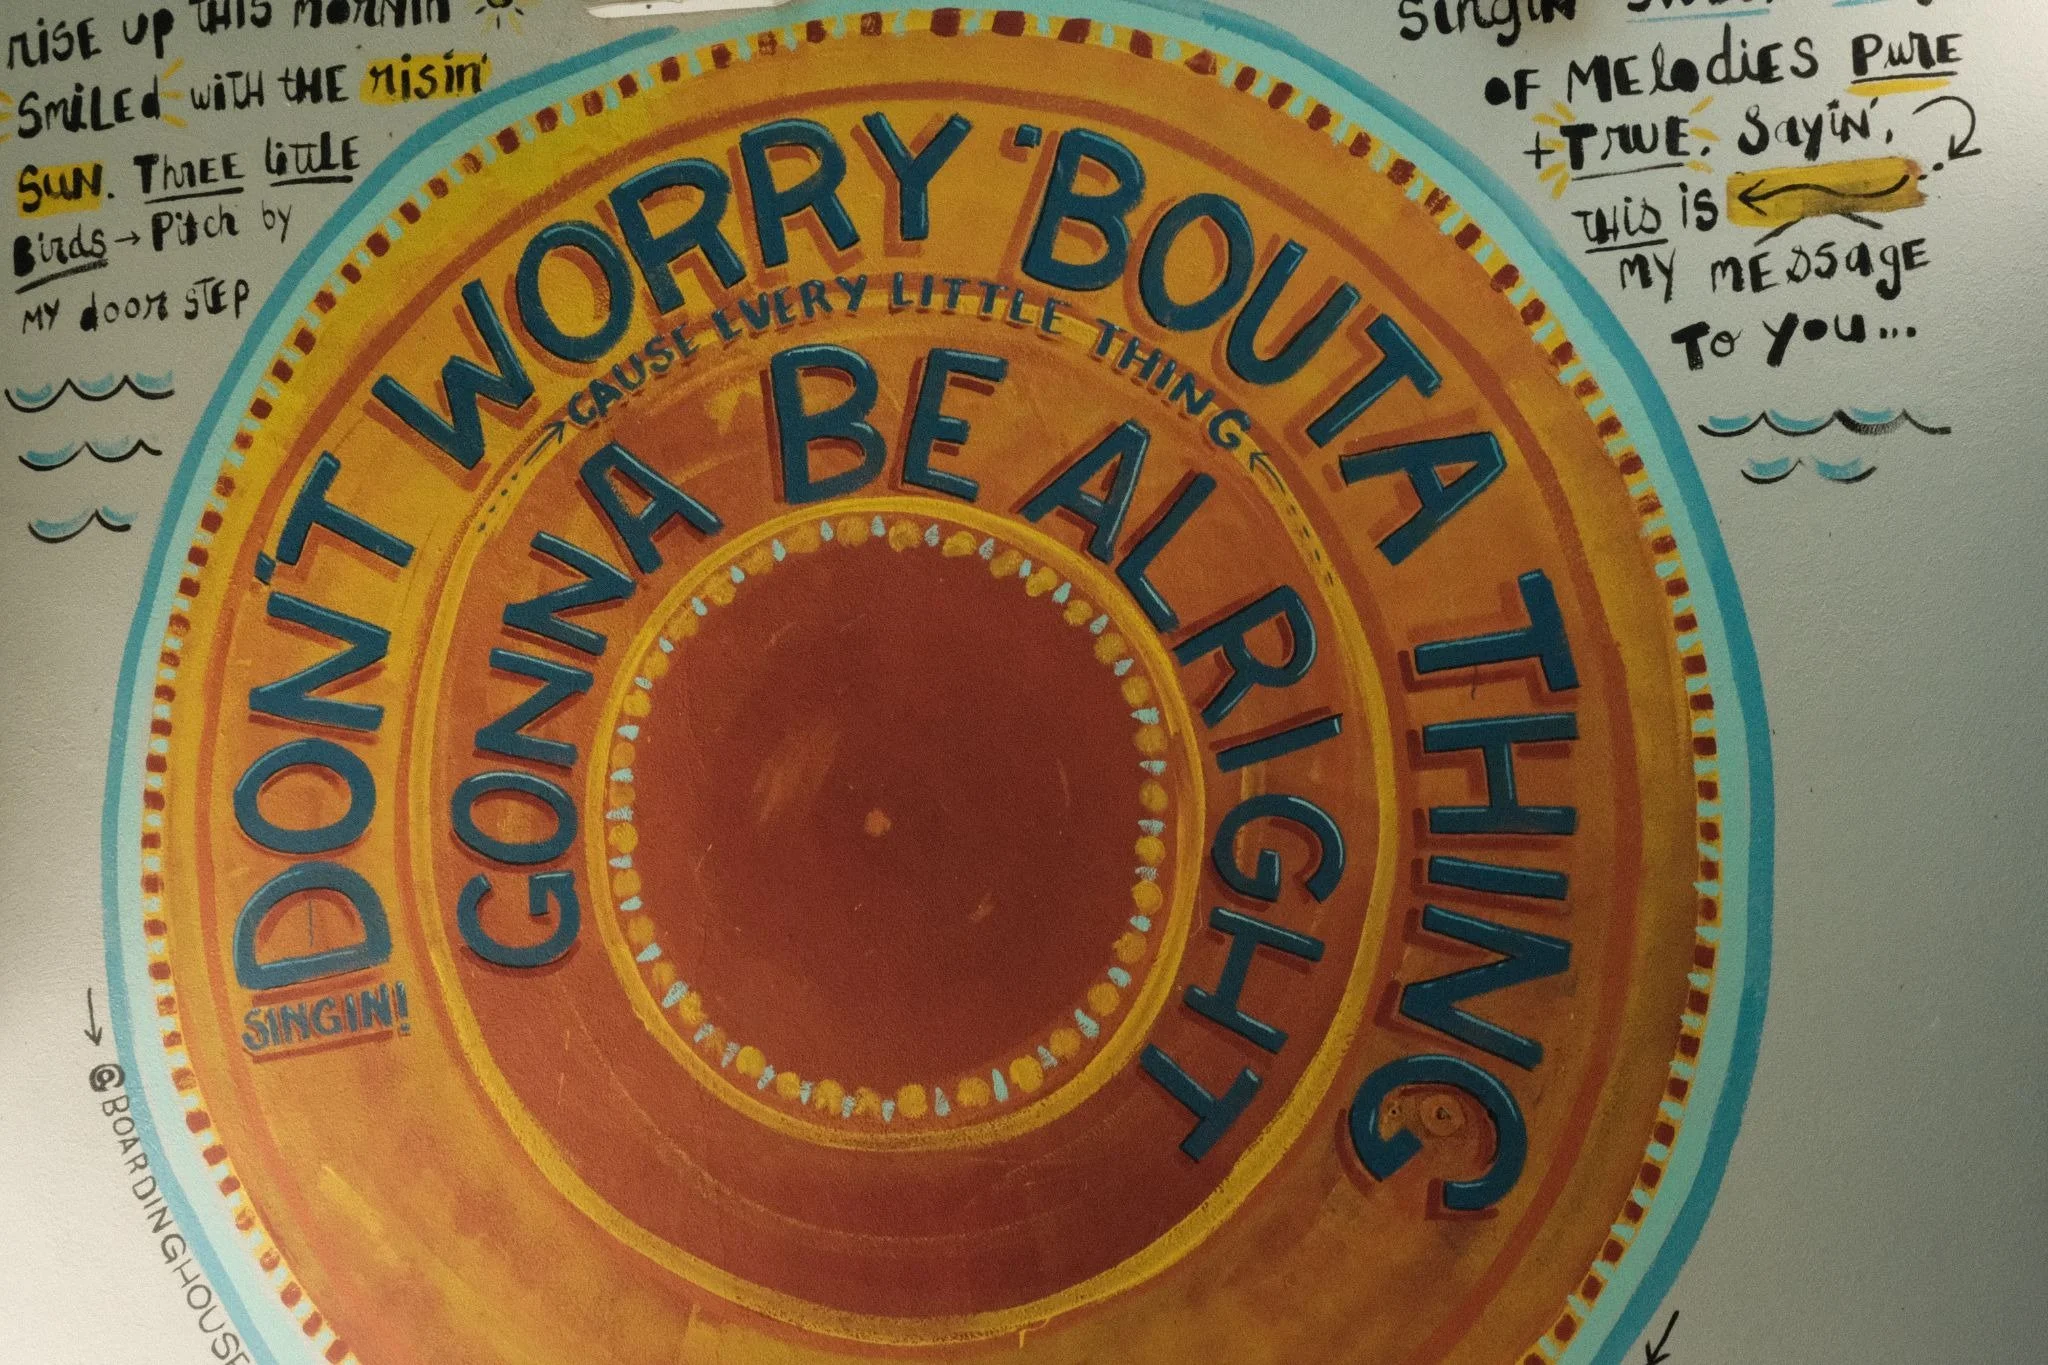 rise up this mornin'
Smiled with the risin'
Sun. Three little
Birds → Pitch by
my door step
Singin'
of Melodies pure
+ True. Sayin',
this is
my message
to you...
SINGIN!
DON'T WORRY 'BOUT A THING
CAUSE EVERY LITTLE THING
GONNA BE ALRIGHT
@BOARDINGHOUSE